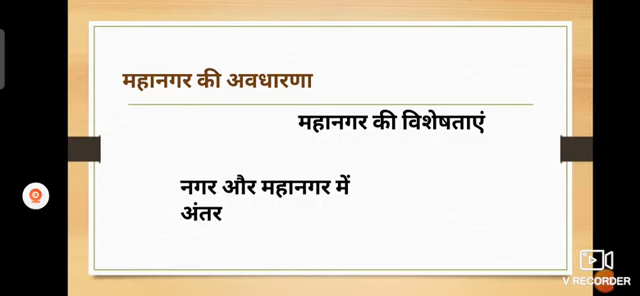 महानगर की अवधारणा
महानगर की विशेषताएं
नगर और महानगर में
अंतर
V RECORDER